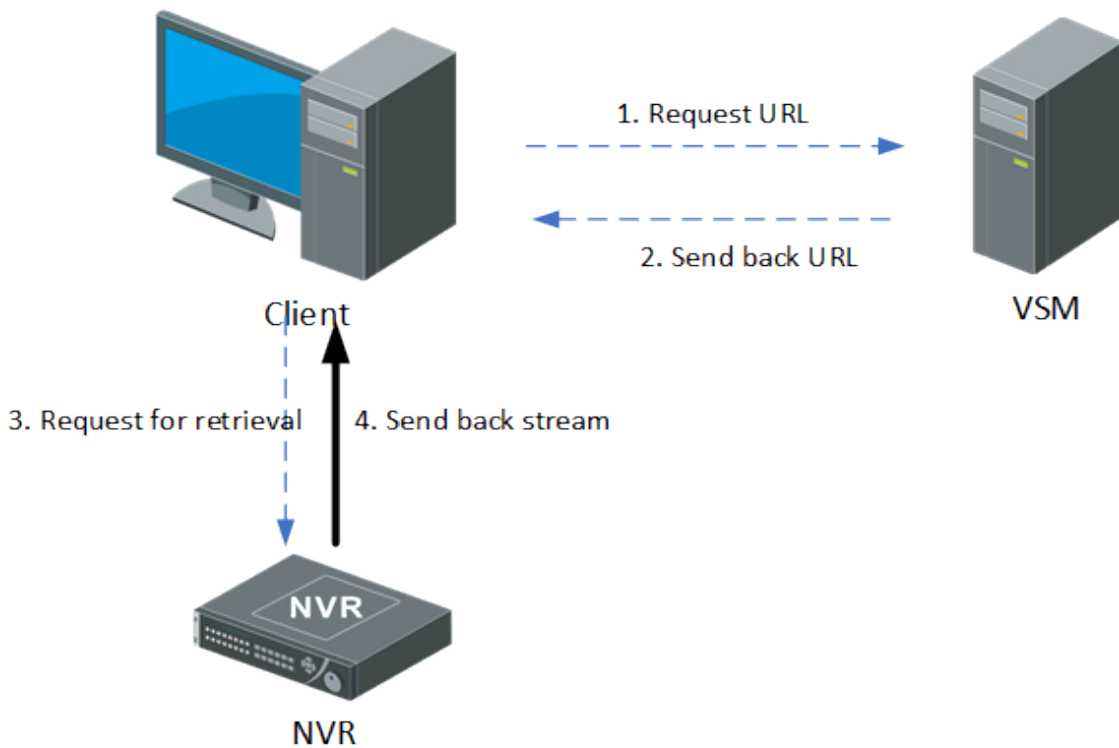 1. Request URL
2. Send back URL
Client
VSM
3. Request for retrieval
4. Send back stream
NVR
NVR